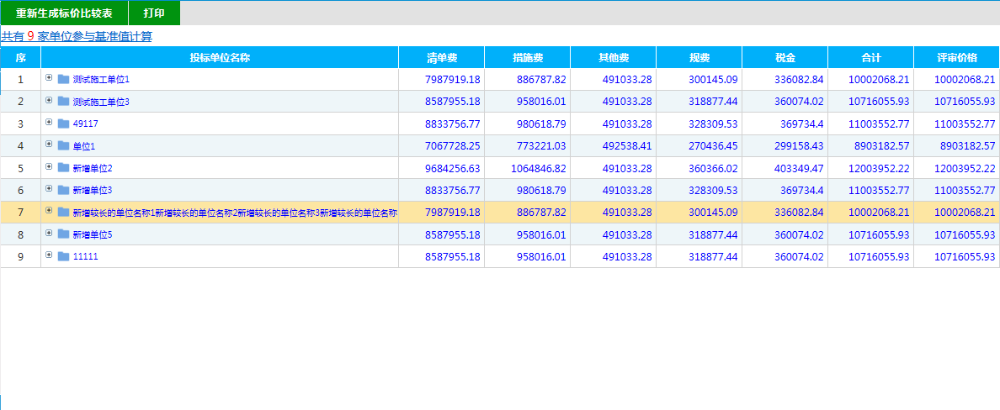 重新生成标价比较表 打印
共有 9 家单位参与基准值计算
序 投标单位名称 清单费 措施费 其他费 规费 税金 合计 评审价格
1 测试施工单位1 7987919.18 886787.82 491033.28 300145.09 336082.84 10002068.21 10002068.21
2 测试施工单位3 8587955.18 958016.01 491033.28 318877.44 360074.02 10716055.93 10716055.93
3 49117 8833756.77 980618.79 491033.28 328309.53 369734.4 11003552.77 11003552.77
4 单位1 7067728.25 773221.03 492538.41 270436.45 299158.43 8903182.57 8903182.57
5 新增单位2 9684256.63 1064846.82 491033.28 360366.02 403349.47 12003952.22 12003952.22
6 新增单位3 8833756.77 980618.79 491033.28 328309.53 369734.4 11003552.77 11003552.77
7 新增较长的单位名称1新增较长的单位名称2新增较长的单位名称3新增较长的单位名称 7987919.18 886787.82 491033.28 300145.09 336082.84 10002068.21 10002068.21
8 新增单位5 8587955.18 958016.01 491033.28 318877.44 360074.02 10716055.93 10716055.93
9 11111 8587955.18 958016.01 491033.28 318877.44 360074.02 10716055.93 10716055.93